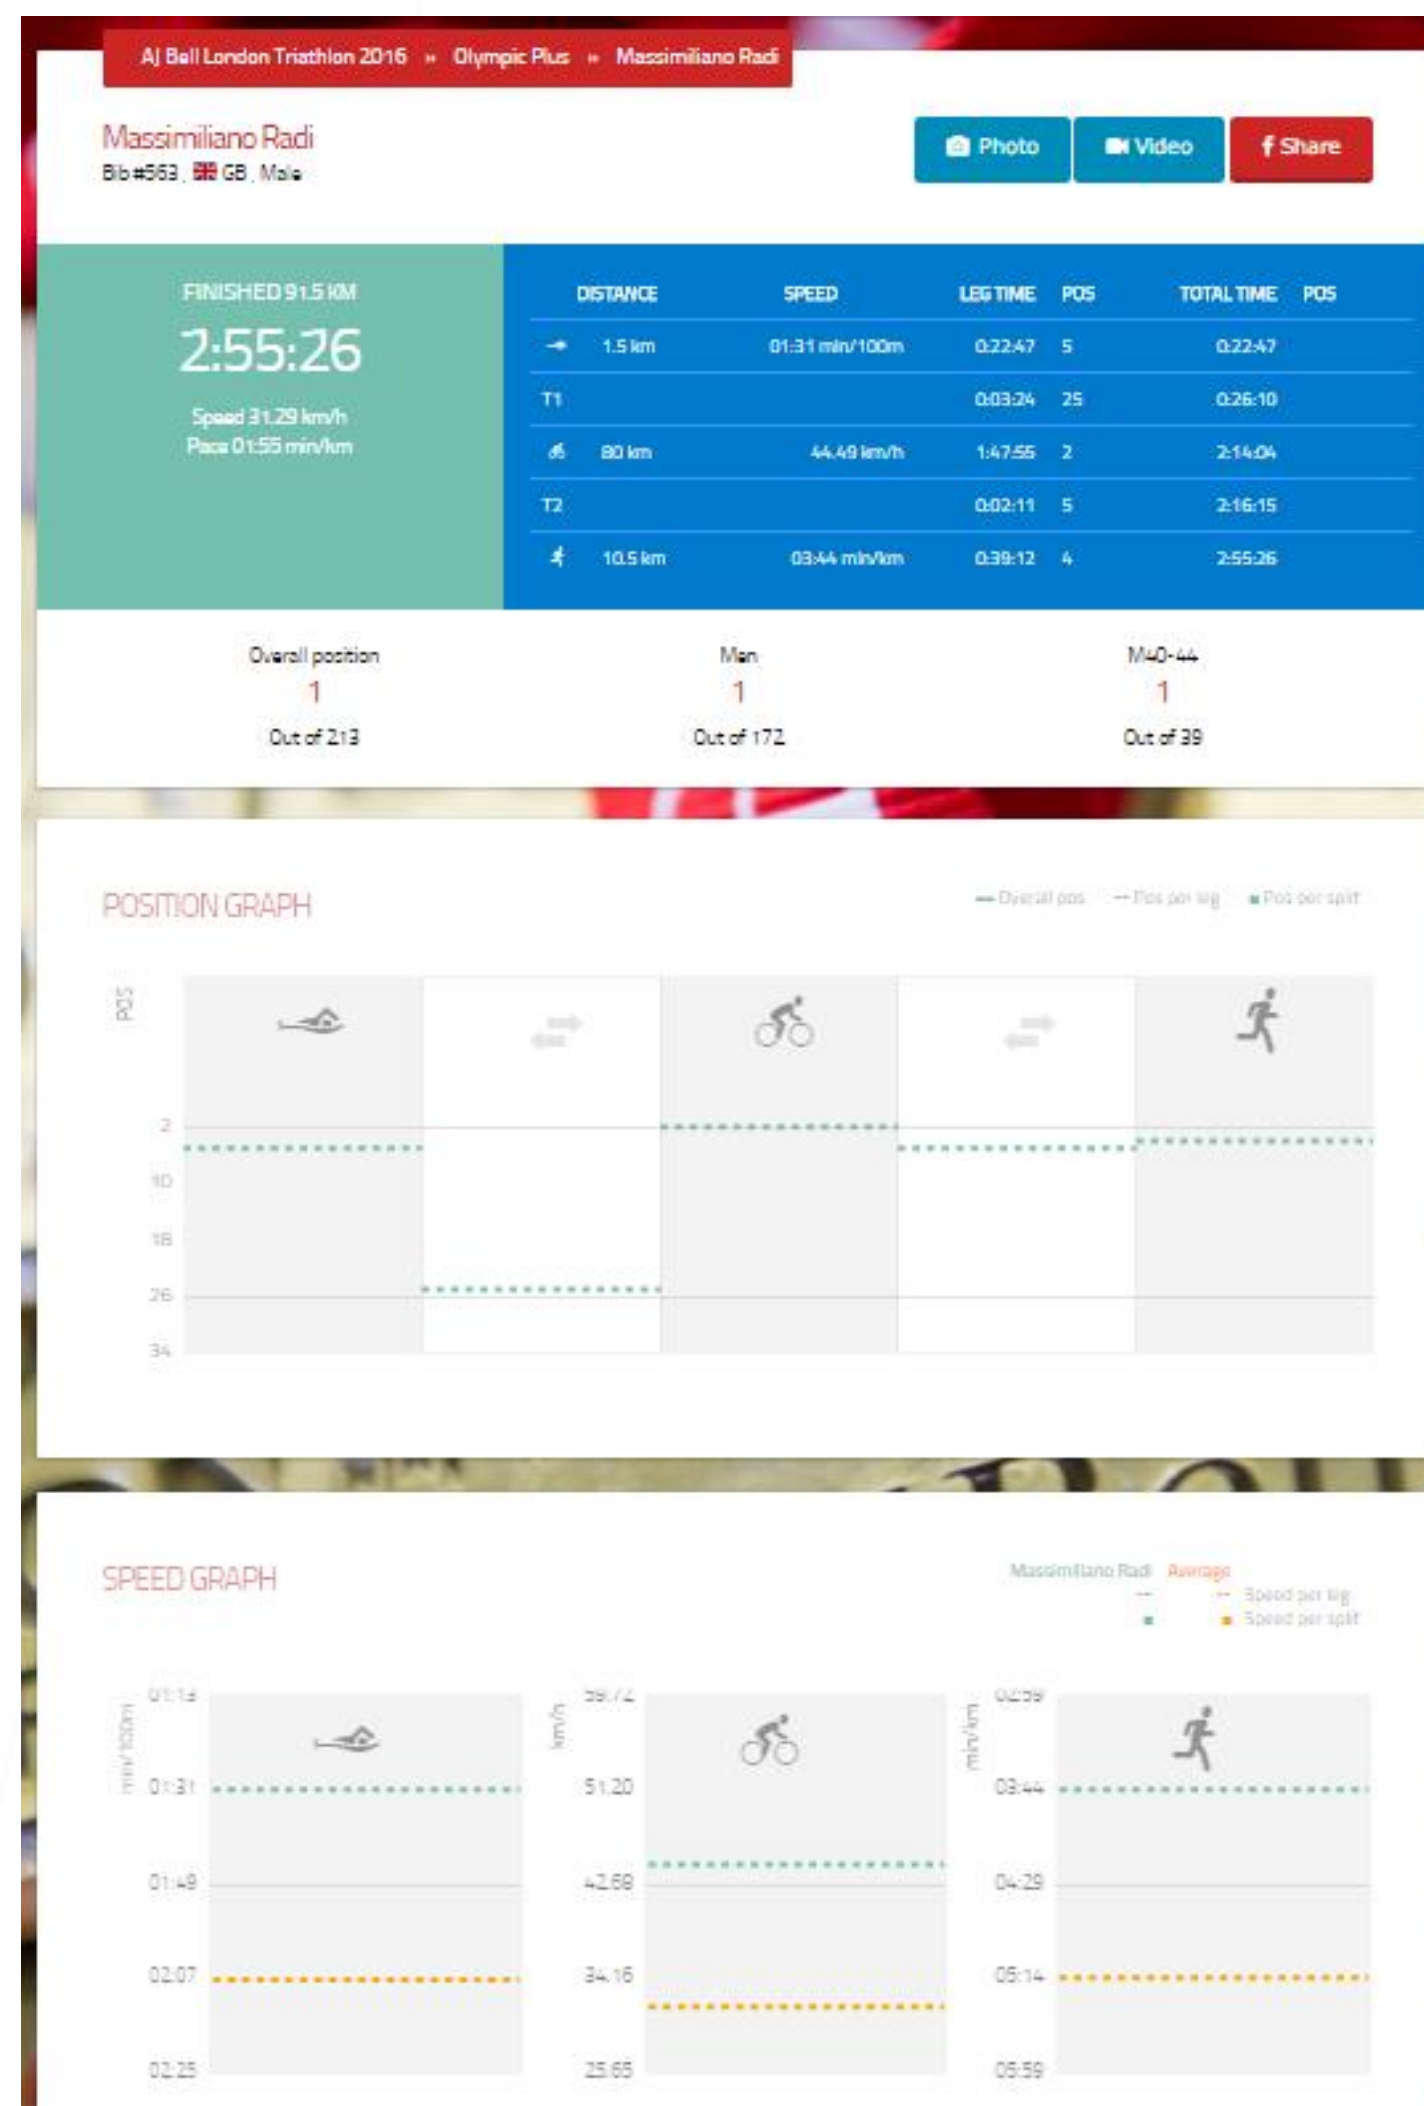 AJ Bell London Triathlon 2016 » Olympic Plus » Massimiliano Radi
Massimiliano Radi
Bib #563 , GB , Male
Photo Video f Share
FINISHED 91.5 KM
2:55:26
Speed 31.29 km/h
Pace 01:55 min/km
DISTANCE SPEED LEG TIME POS TOTAL TIME POS
1.5 km 01:31 min/100m 0:22:47 5 0:22:47
T1 0:03:24 25 0:26:10
80 km 44.49 km/h 1:47:55 2 2:14:04
T2 0:02:11 5 2:16:15
10.5 km 03:44 min/km 0:39:12 4 2:55:26
Overall position Men M40-44
1 1 1
Out of 213 Out of 172 Out of 39
POSITION GRAPH
Overall pos Pos per leg Pos per split
POS
2
10
18
26
34
SPEED GRAPH
Massimiliano Radi Average
Speed per leg
Speed per split
min/100m km/h min/km
01:13 59.72 02:59
01:31 51.20 03:44
01:49 42.68 04:29
02:07 34.16 05:14
02:25 25.65 05:59